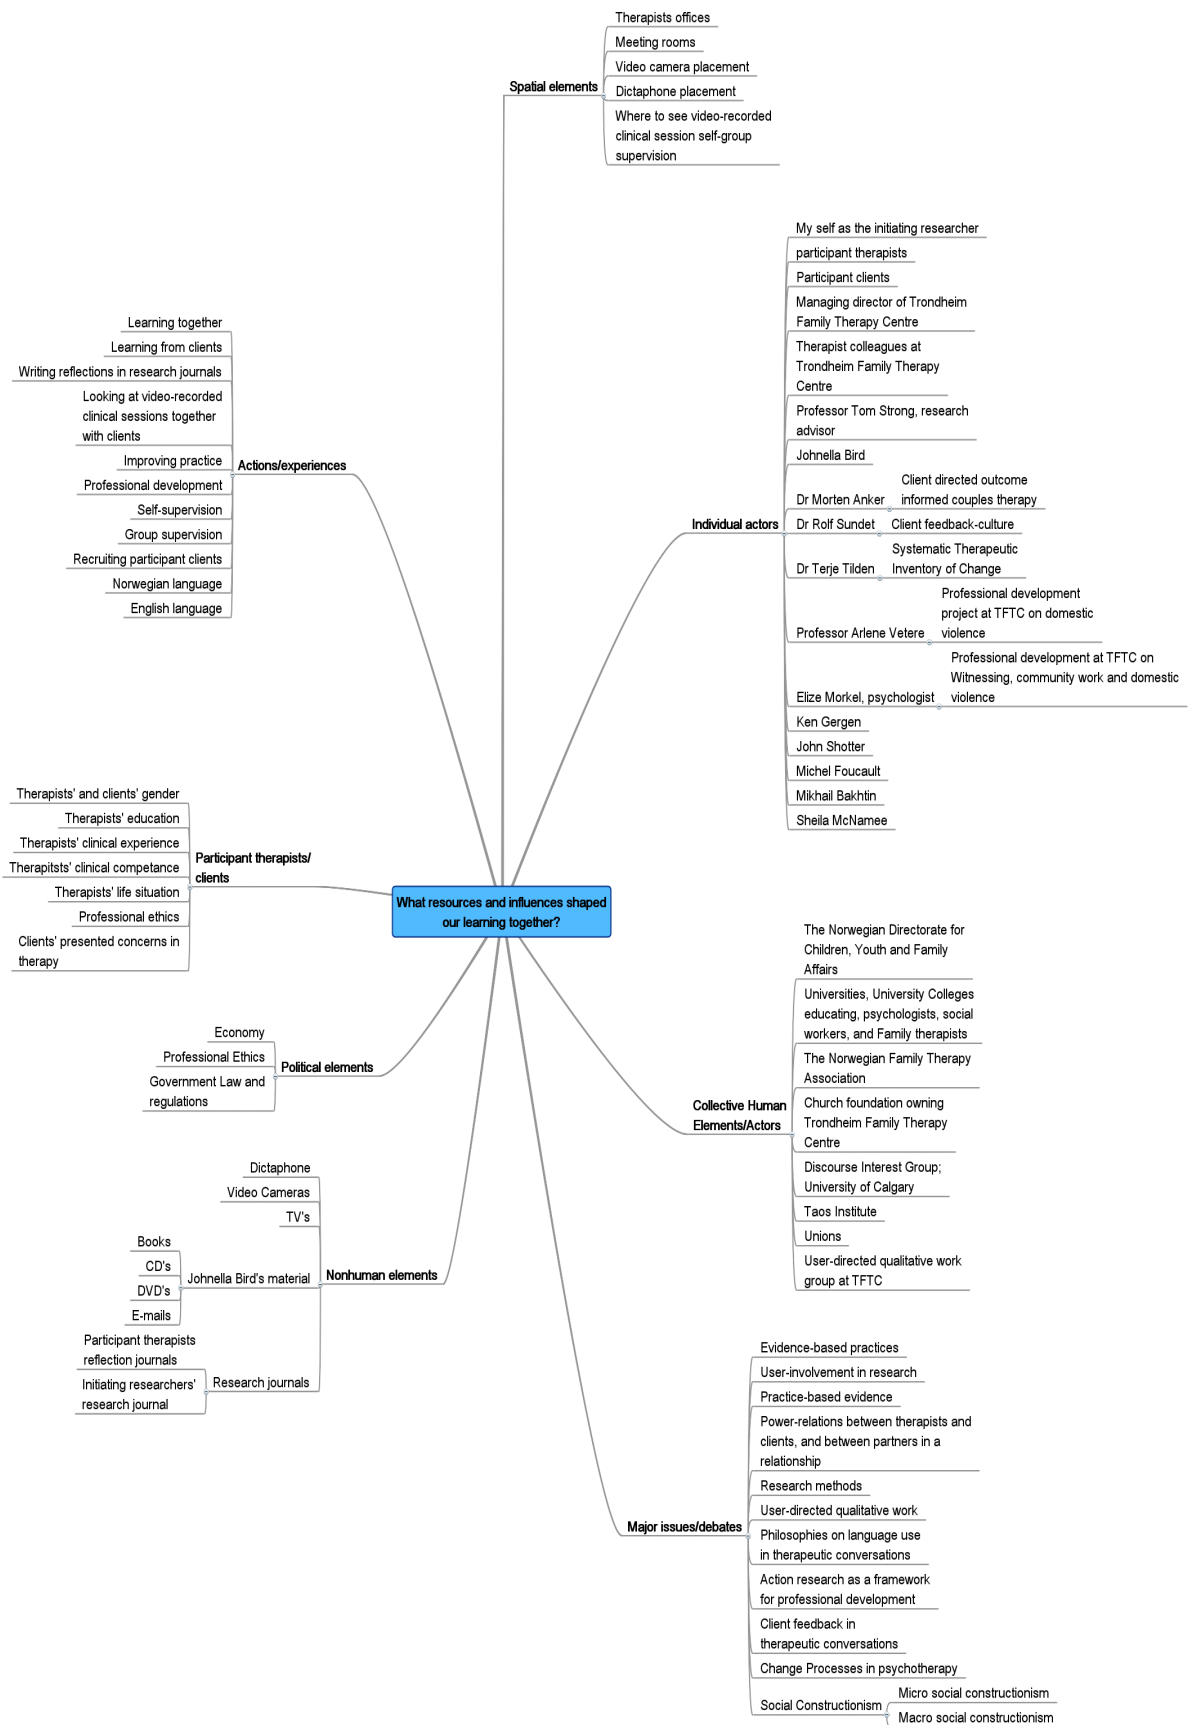 What resources and influences shaped
our learning together?
Spatial elements
Therapists offices
Meeting rooms
Video camera placement
Dictaphone placement
Where to see video-recorded
clinical session self-group
supervision
Individual actors
My self as the initiating researcher
participant therapists
Participant clients
Managing director of Trondheim
Family Therapy Centre
Therapist colleagues at
Trondheim Family Therapy
Centre
Professor Tom Strong, research
advisor
Johnella Bird
Dr Morten Anker
Client directed outcome
informed couples therapy
Dr Rolf Sundet
Client feedback-culture
Dr Terje Tilden
Systematic Therapeutic
Inventory of Change
Professor Arlene Vetere
Professional development
project at TFTC on domestic
violence
Elize Morkel, psychologist
Professional development at TFTC on
Witnessing, community work and domestic
violence
Ken Gergen
John Shotter
Michel Foucault
Mikhail Bakhtin
Sheila McNamee
Collective Human
Elements/Actors
The Norwegian Directorate for
Children, Youth and Family
Affairs
Universities, University Colleges
educating, psychologists, social
workers, and Family therapists
The Norwegian Family Therapy
Association
Church foundation owning
Trondheim Family Therapy
Centre
Discourse Interest Group;
University of Calgary
Taos Institute
Unions
User-directed qualitative work
group at TFTC
Major issues/debates
Evidence-based practices
User-involvement in research
Practice-based evidence
Power-relations between therapists and
clients, and between partners in a
relationship
Research methods
User-directed qualitative work
Philosophies on language use
in therapeutic conversations
Action research as a framework
for professional development
Client feedback in
therapeutic conversations
Change Processes in psychotherapy
Social Constructionism
Micro social constructionism
Macro social constructionism
Actions/experiences
Learning together
Learning from clients
Writing reflections in research journals
Looking at video-recorded
clinical sessions together
with clients
Improving practice
Professional development
Self-supervision
Group supervision
Recruiting participant clients
Norwegian language
English language
Participant therapists/
clients
Therapists' and clients' gender
Therapists' education
Therapists' clinical experience
Therapitsts' clinical competance
Therapists' life situation
Professional ethics
Clients' presented concerns in
therapy
Political elements
Economy
Professional Ethics
Government Law and
regulations
Nonhuman elements
Dictaphone
Video Cameras
TV's
Johnella Bird's material
Books
CD's
DVD's
E-mails
Research journals
Participant therapists
reflection journals
Initiating researchers'
research journal